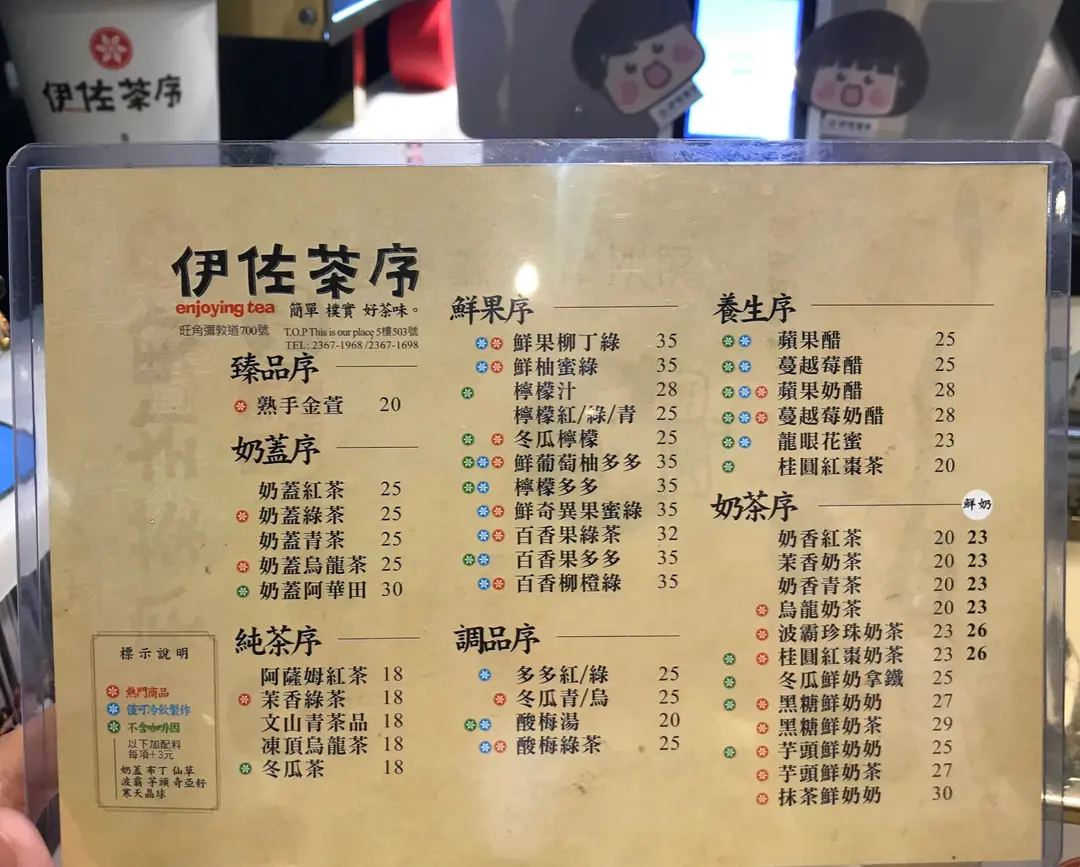 伊佐茶序
伊佐茶序
enjoying tea 簡單 樸實 好茶味。
旺角彌敦道700號 T.O.P This is our place 5樓503號
TEL: 2367-1968 /2367-1698
臻品序
熟手金萱 20
奶蓋序
奶蓋紅茶 25
奶蓋綠茶 25
奶蓋青茶 25
奶蓋烏龍茶 25
奶蓋阿華田 30
純茶序
阿薩姆紅茶 18
茉香綠茶 18
文山青茶品 18
凍頂烏龍茶 18
冬瓜茶 18
標示說明
熱門商品
僅可冷飲製作
不含咖啡因
以下加配料
每項+3元
奶蓋 布丁 仙草
波霸 芋頭 奇亞籽
寒天晶球
鮮果序
鮮果柳丁綠 35
鮮柚蜜綠 35
檸檬汁 28
檸檬紅/綠/青 25
冬瓜檸檬 25
鮮葡萄柚多多 35
檸檬多多 35
鮮奇異果蜜綠 35
百香果綠茶 32
百香果多多 35
百香柳橙綠 35
調品序
多多紅/綠 25
冬瓜青/烏 25
酸梅湯 20
酸梅綠茶 25
養生序
蘋果醋 25
蔓越莓醋 25
蘋果奶醋 28
蔓越莓奶醋 28
龍眼花蜜 23
桂圓紅棗茶 20
奶茶序 鮮奶
奶香紅茶 20 23
茉香奶茶 20 23
奶香青茶 20 23
烏龍奶茶 20 23
波霸珍珠奶茶 23 26
桂圓紅棗奶茶 23 26
冬瓜鮮奶拿鐵 25
黑糖鮮奶奶 27
黑糖鮮奶茶 29
芋頭鮮奶奶 25
芋頭鮮奶茶 27
抹茶鮮奶奶 30